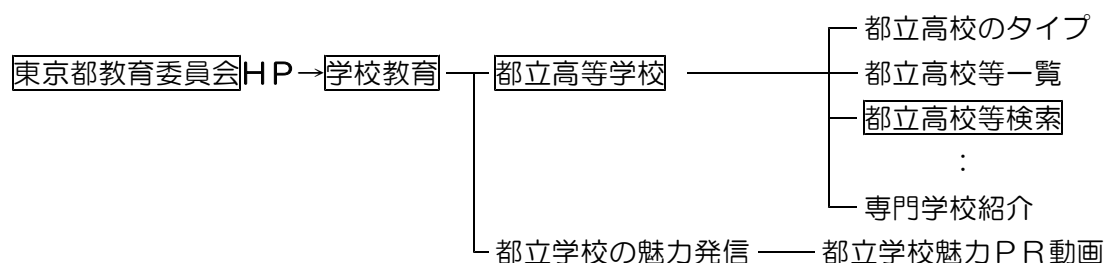 都立高校のタイプ
東京都教育委員会HP→学校教育 都立高等学校 都立高校等一覧
都立高校等検索
:
専門学校紹介
都立学校の魅力発信 都立学校魅力PR動画